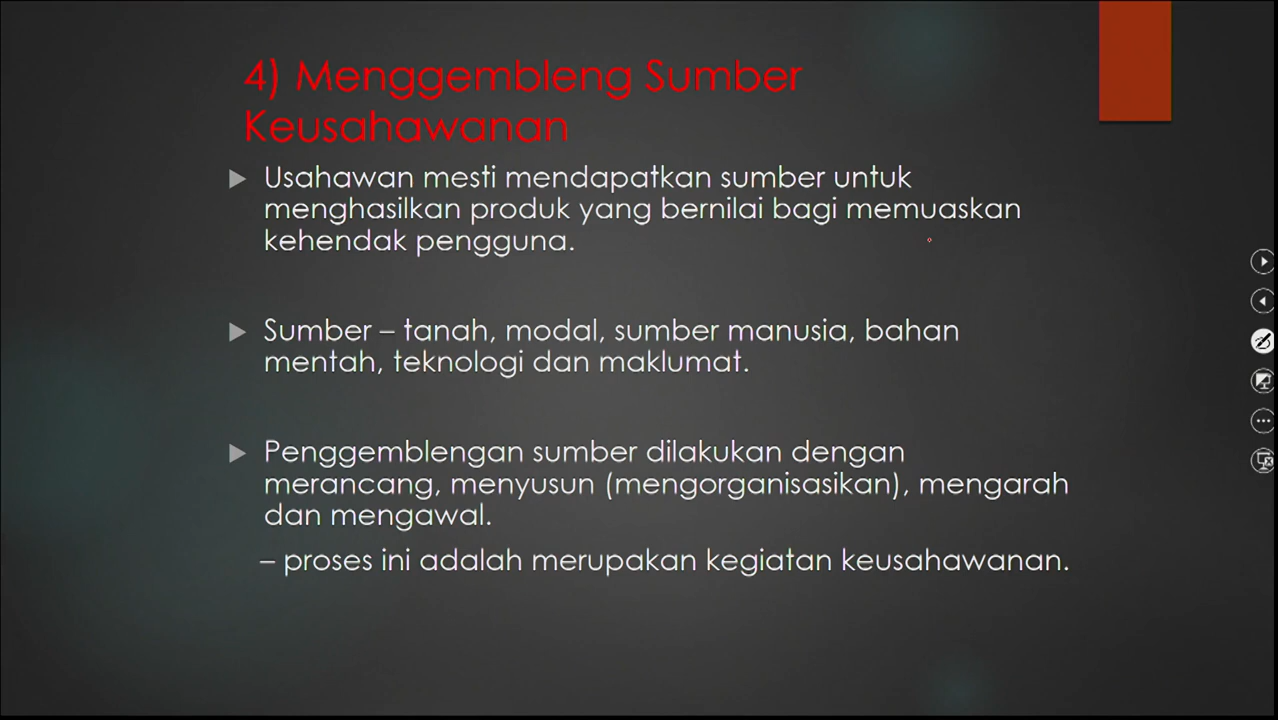 4) Menggembleng Sumber
Keusahawanan
Usahawan mesti mendapatkan sumber untuk
menghasilkan produk yang bernilai bagi memuaskan
kehendak pengguna.
Sumber – tanah, modal, sumber manusia, bahan
mentah, teknologi dan maklumat.
Penggemblengan sumber dilakukan dengan
merancang, menyusun (mengorganisasikan), mengarah
dan mengawal.
– proses ini adalah merupakan kegiatan keusahawanan.